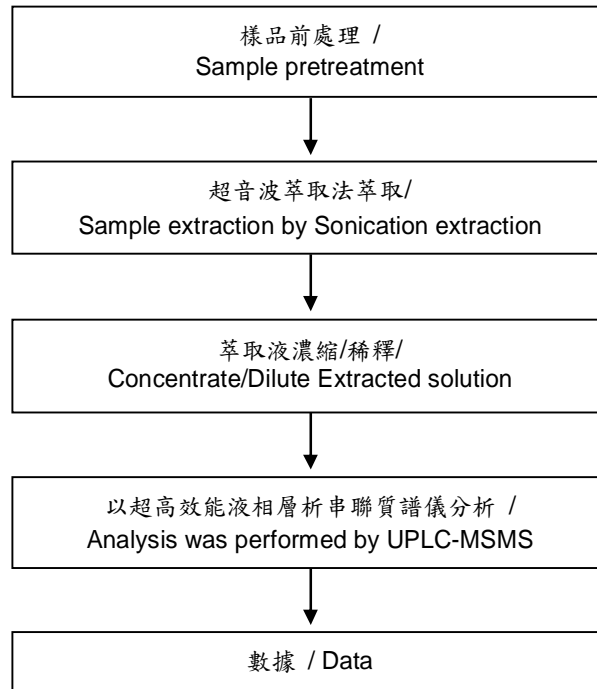 樣品前處理 /
Sample pretreatment
超音波萃取法萃取/
Sample extraction by Sonication extraction
萃取液濃縮/稀釋/
Concentrate/Dilute Extracted solution
以超高效能液相層析串聯質譜儀分析 /
Analysis was performed by UPLC-MSMS
數據 / Data